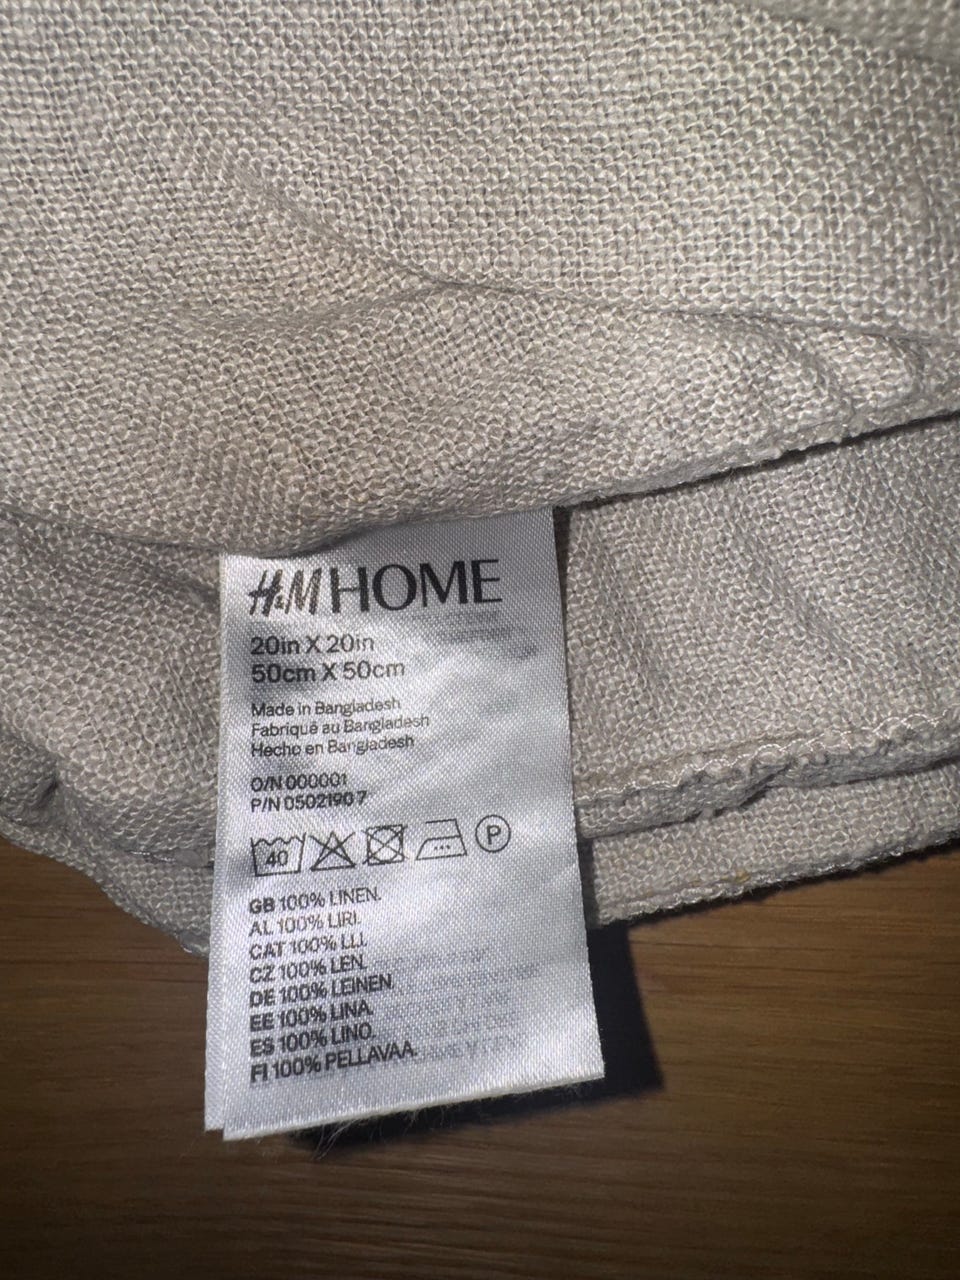 H&M HOME
20in X 20in
50cm X 50cm
Made in Bangladesh
Fabriqué au Bangladesh
Hecho en Bangladesh
O/N 000001
P/N 0502190 7
40 P
GB 100% LINEN.
AL 100% LIRI.
CAT 100% LLI.
CZ 100% LEN.
DE 100% LEINEN.
EE 100% LINA.
ES 100% LINO.
FI 100% PELLAVAA.